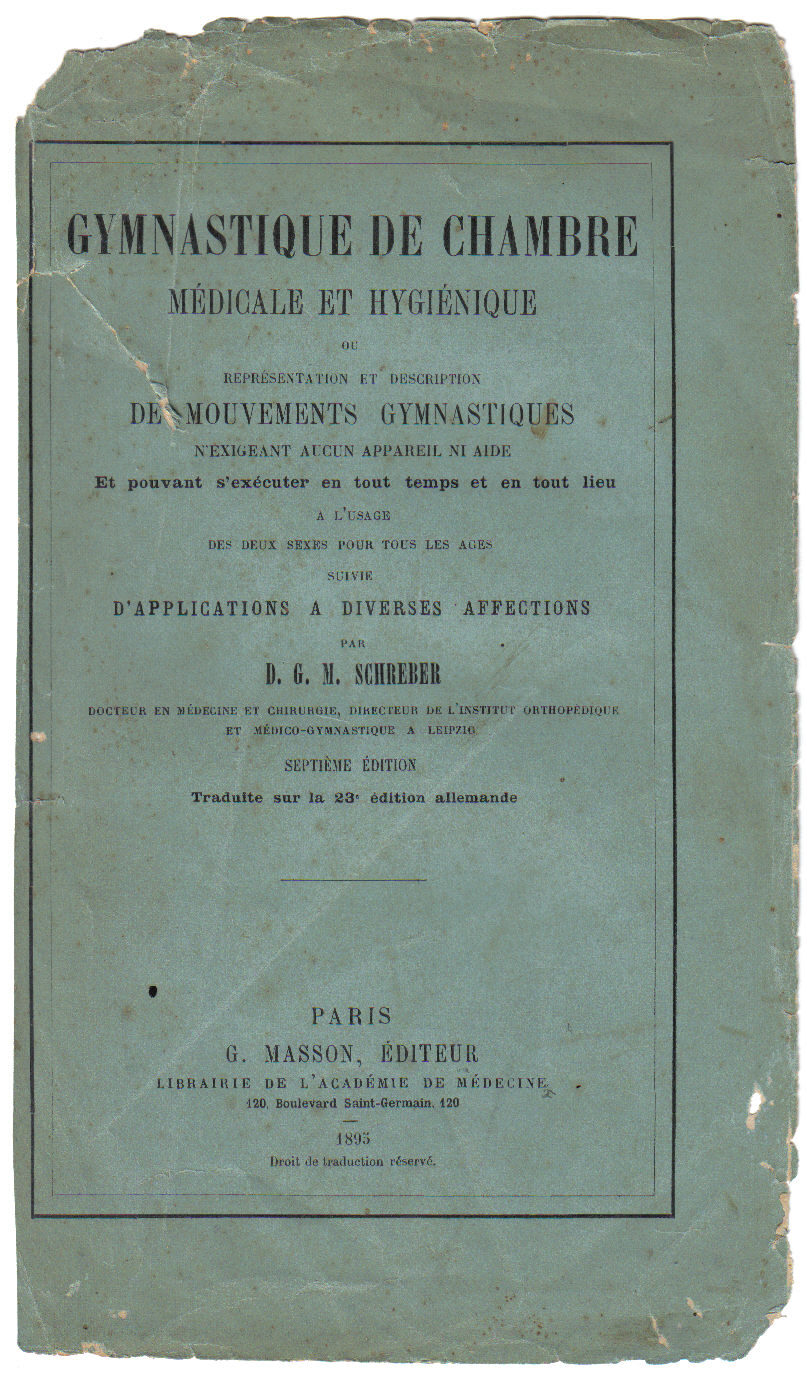 GYMNASTIQUE DE CHAMBRE
MÉDICALE ET HYGIÉNIQUE
OU
REPRÉSENTATION ET DESCRIPTION
DE MOUVEMENTS GYMNASTIQUES
N'EXIGEANT AUCUN APPAREIL NI AIDE
Et pouvant s'exécuter en tout temps et en tout lieu
A L'USAGE
DES DEUX SEXES POUR TOUS LES AGES
SUIVIE
D'APPLICATIONS A DIVERSES AFFECTIONS
PAR
D. G. M. SCHREBER
DOCTEUR EN MÉDECINE ET CHIRURGIE, DIRECTEUR DE L'INSTITUT ORTHOPÉDIQUE
ET MÉDICO-GYMNASTIQUE A LEIPZIG
SEPTIÈME ÉDITION
Traduite sur la 23e édition allemande
PARIS
G. MASSON, ÉDITEUR
LIBRAIRIE DE L'ACADÉMIE DE MÉDECINE
120, Boulevard Saint-Germain, 120
1895
Droit de traduction réservé.